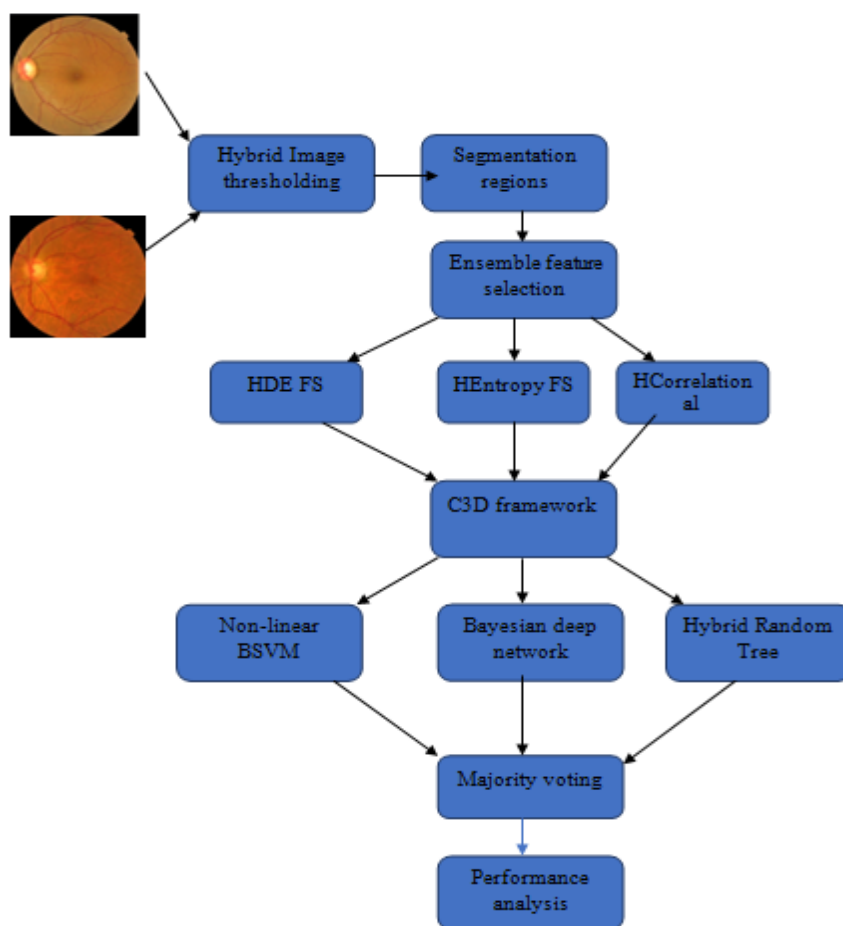 Hybrid Image
thresholding
Segmentation
regions
Ensemble feature
selection
HDE FS
HEntropy FS
HCorrelation
al
C3D framework
Non-linear
BSVM
Bayesian deep
network
Hybrid Random
Tree
Majority voting
Performance
analysis